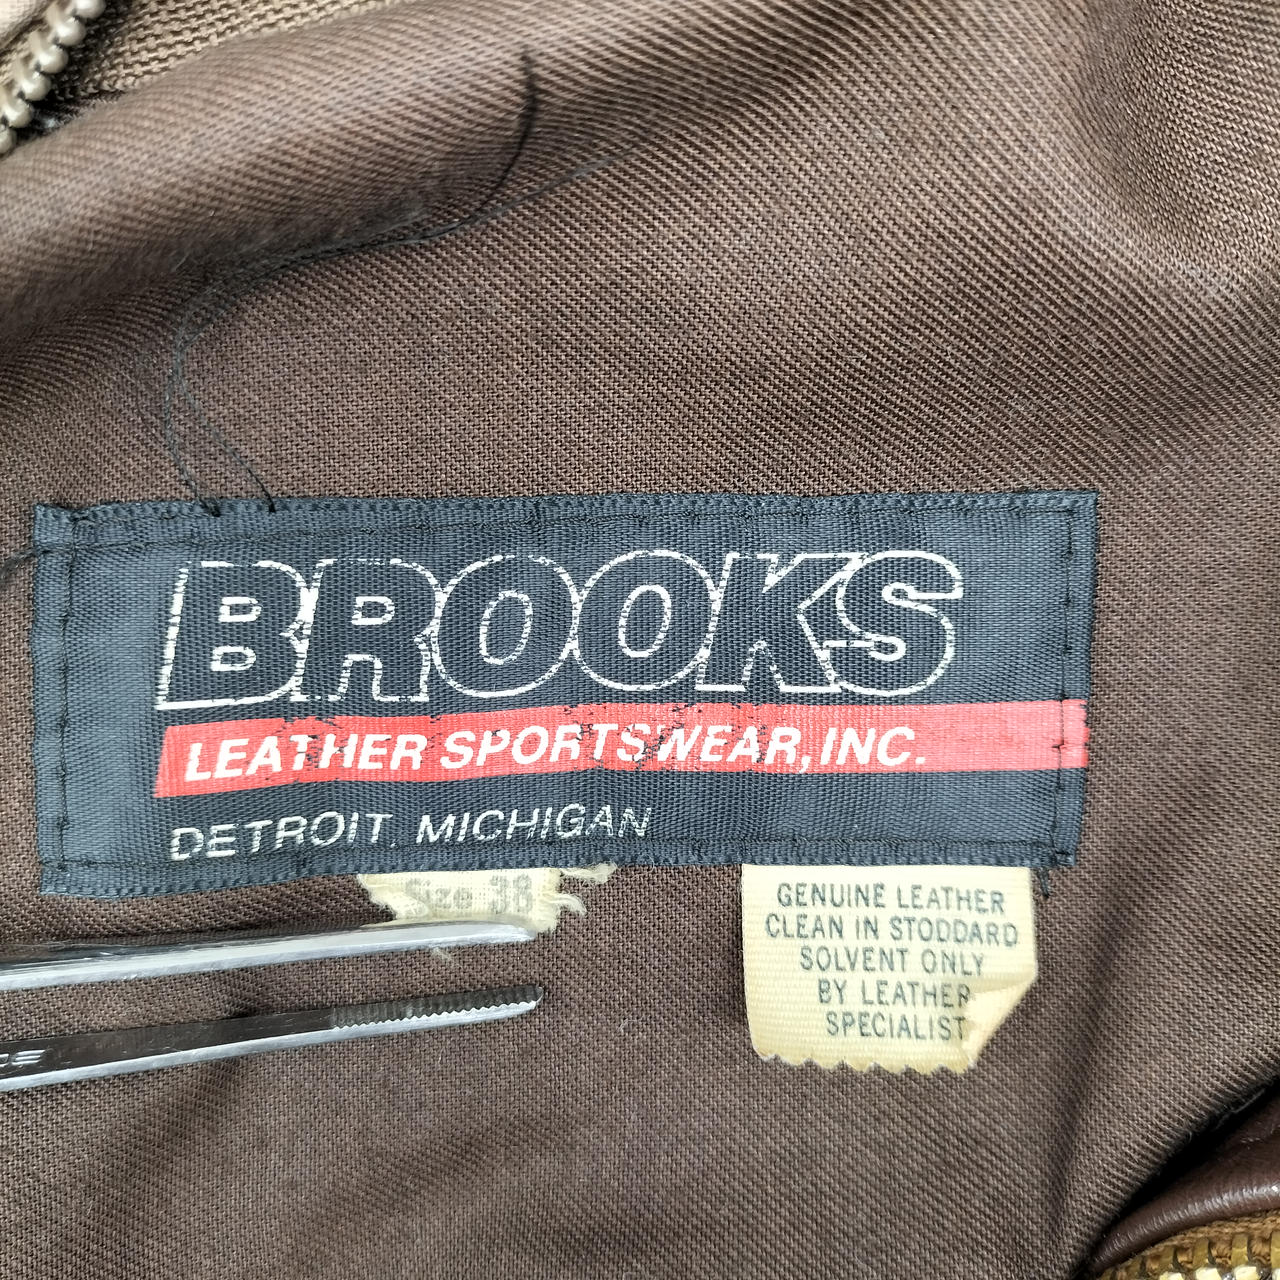 BROOKS
LEATHER SPORTSWEAR, INC.
DETROIT, MICHIGAN
Size 38
GENUINE LEATHER
CLEAN IN STODDARD
SOLVENT ONLY
BY LEATHER
SPECIALIST